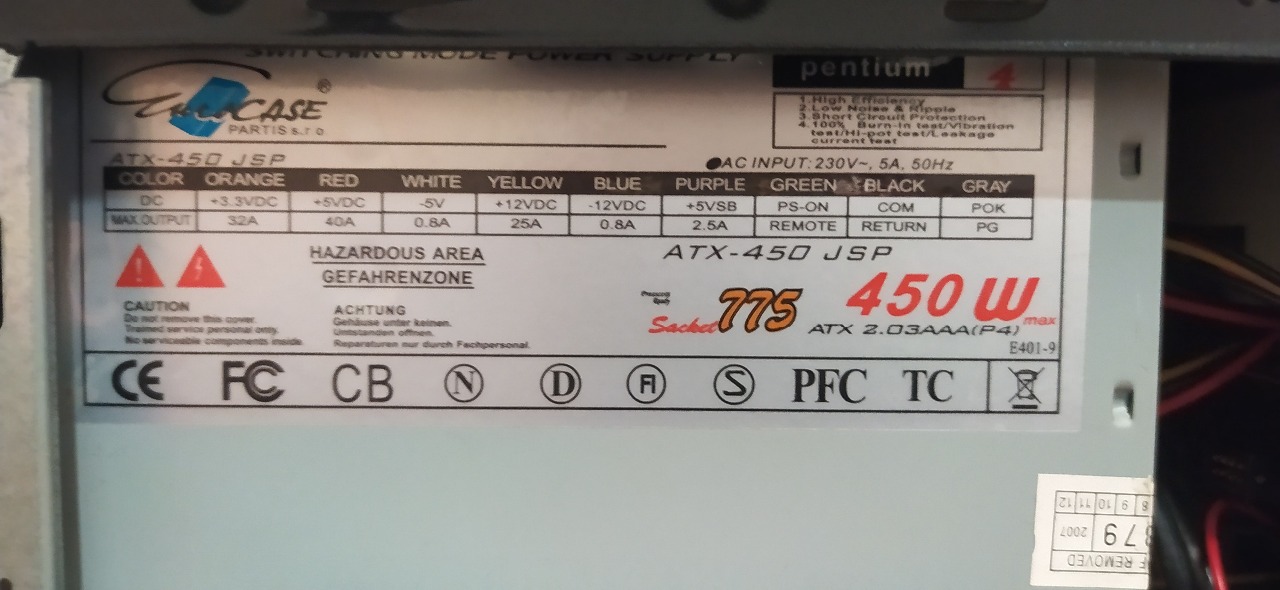 SWITCHING MODE POWER SUPPLY
EUROCASE®
PARTIS s.r.o.
pentium 4
1.High Efficiency
2.Low Noise & Ripple
3.Short Circuit Protection
4.100% Burn-in test/Vibration
test/Hi-pot test/Leakage
current test
ATX-450 JSP
AC INPUT: 230V~, 5A, 50Hz
COLOR ORANGE RED WHITE YELLOW BLUE PURPLE GREEN BLACK GRAY
DC +3.3VDC +5VDC -5V +12VDC -12VDC +5VSB PS-ON COM POK
MAX.OUTPUT 32A 40A 0.8A 25A 0.8A 2.5A REMOTE RETURN PG
HAZARDOUS AREA
GEFAHRENZONE
ATX-450 JSP
CAUTION
Do not remove this cover.
Trained service personal only.
No serviceable components inside
ACHTUNG
Gehäuse unter keinen.
Umständen offnen.
Reparaturen nur durch Fachpersonal.
Sacket 775
450W max
ATX 2.03AAA(P4)
E401-9
CE FC CB N D FI S PFC TC
8 9 10 11 12
2007
379
F REMOVED